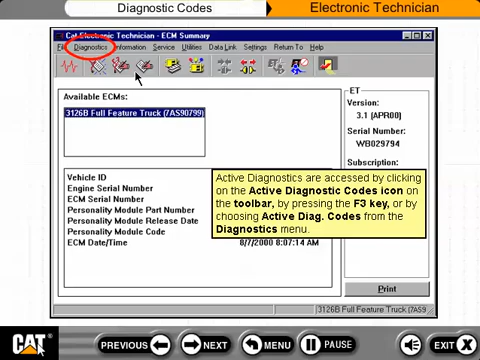 Diagnostic Codes
Electronic Technician
Cat Electronic Technician - ECM Summary
Diagnostics Information Service Utilities Data Link Settings Return To Help
Available ECMs:
3126B Full Feature Truck (7AS90799)
ET
Version:
3.1 (APR00)
Serial Number:
WB029794
Subscription:
Vehicle ID
Engine Serial Number
ECM Serial Number
Personality Module Part Number
Personality Module Release Date
Personality Module Code
ECM Date/Time 8/7/2000 8:07:14 AM
Active Diagnostics are accessed by clicking
on the Active Diagnostic Codes icon on
the toolbar, by pressing the F3 key, or by
choosing Active Diag. Codes from the
Diagnostics menu.
Print
3126B Full Feature Truck (7AS9
CAT
PREVIOUS NEXT MENU PAUSE EXIT